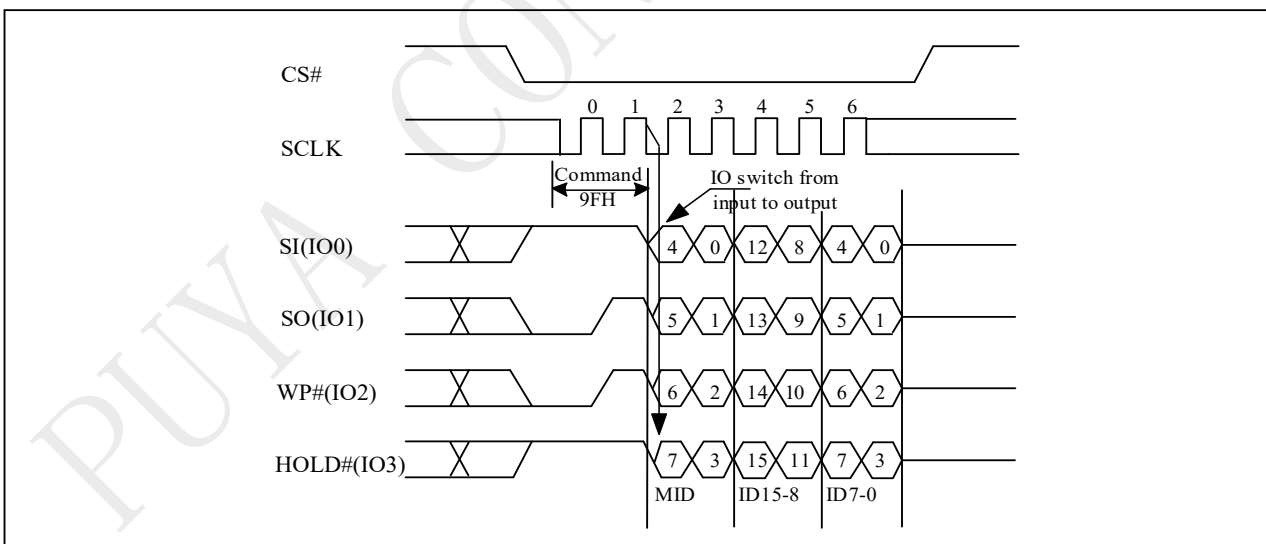 PUYA CON
CS#
0 1 2 3 4 5 6
SCLK
Command
9FH
IO switch from
input to output
SI(IO0)
4 0 12 8 4 0
SO(IO1)
5 1 13 9 5 1
WP#(IO2)
6 2 14 10 6 2
HOLD#(IO3)
7 3 15 11 7 3
MID ID15-8 ID7-0